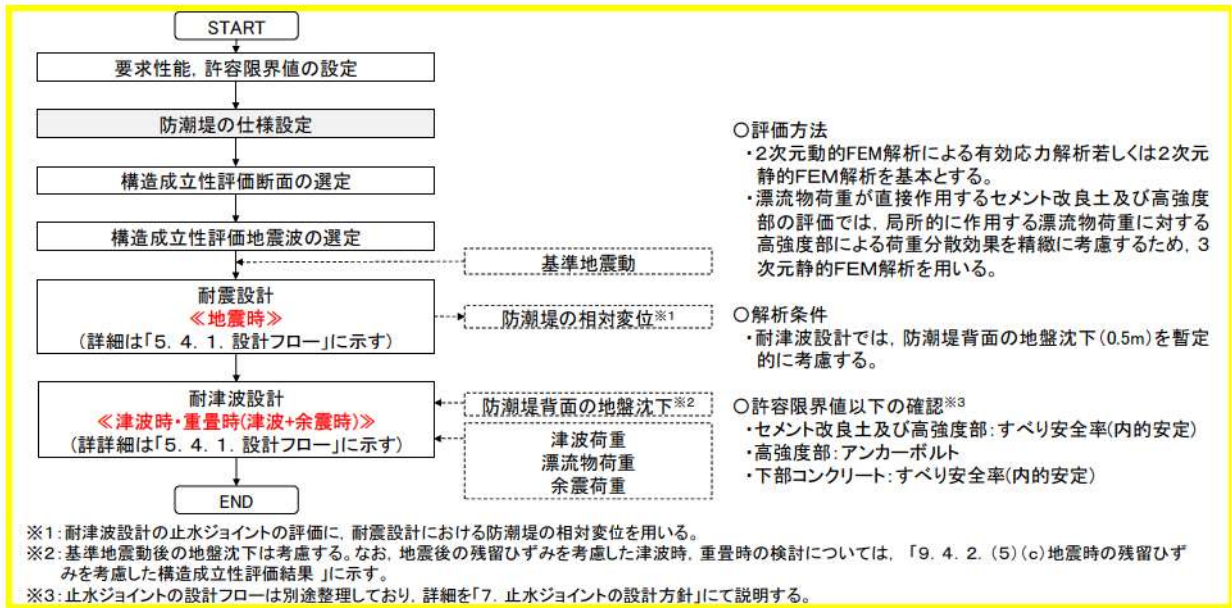 START
要求性能，許容限界値の設定
防潮堤の仕様設定
構造成立性評価断面の選定
構造成立性評価地震波の選定
基準地震動
耐震設計
≪地震時≫
(詳細は「5．4．1．設計フロー」に示す)
防潮堤の相対変位※1
耐津波設計
≪津波時・重畳時(津波+余震時)≫
(詳詳細は「5．4．1．設計フロー」に示す)
防潮堤背面の地盤沈下※2
津波荷重
漂流物荷重
余震荷重
END
○評価方法
・２次元動的FEM解析による有効応力解析若しくは２次元
静的FEM解析を基本とする。
・漂流物荷重が直接作用するセメント改良土及び高強度
部の評価では，局所的に作用する漂流物荷重に対する
高強度部による荷重分散効果を精緻に考慮するため，３
次元静的FEM解析を用いる。
○解析条件
・耐津波設計では，防潮堤背面の地盤沈下(0.5m)を暫定
的に考慮する。
○許容限界値以下の確認※3
・セメント改良土及び高強度部：すべり安全率(内的安定)
・高強度部：アンカーボルト
・下部コンクリート：すべり安全率(内的安定)
※1：耐津波設計の止水ジョイントの評価に，耐震設計における防潮堤の相対変位を用いる。
※2：基準地震動後の地盤沈下は考慮する。なお，地震後の残留ひずみを考慮した津波時，重畳時の検討については，「9．4．2．(5)(c)地震時の残留ひず
みを考慮した構造成立性評価結果 」に示す。
※3：止水ジョイントの設計フローは別途整理しており，詳細を「7．止水ジョイントの設計方針」にて説明する。